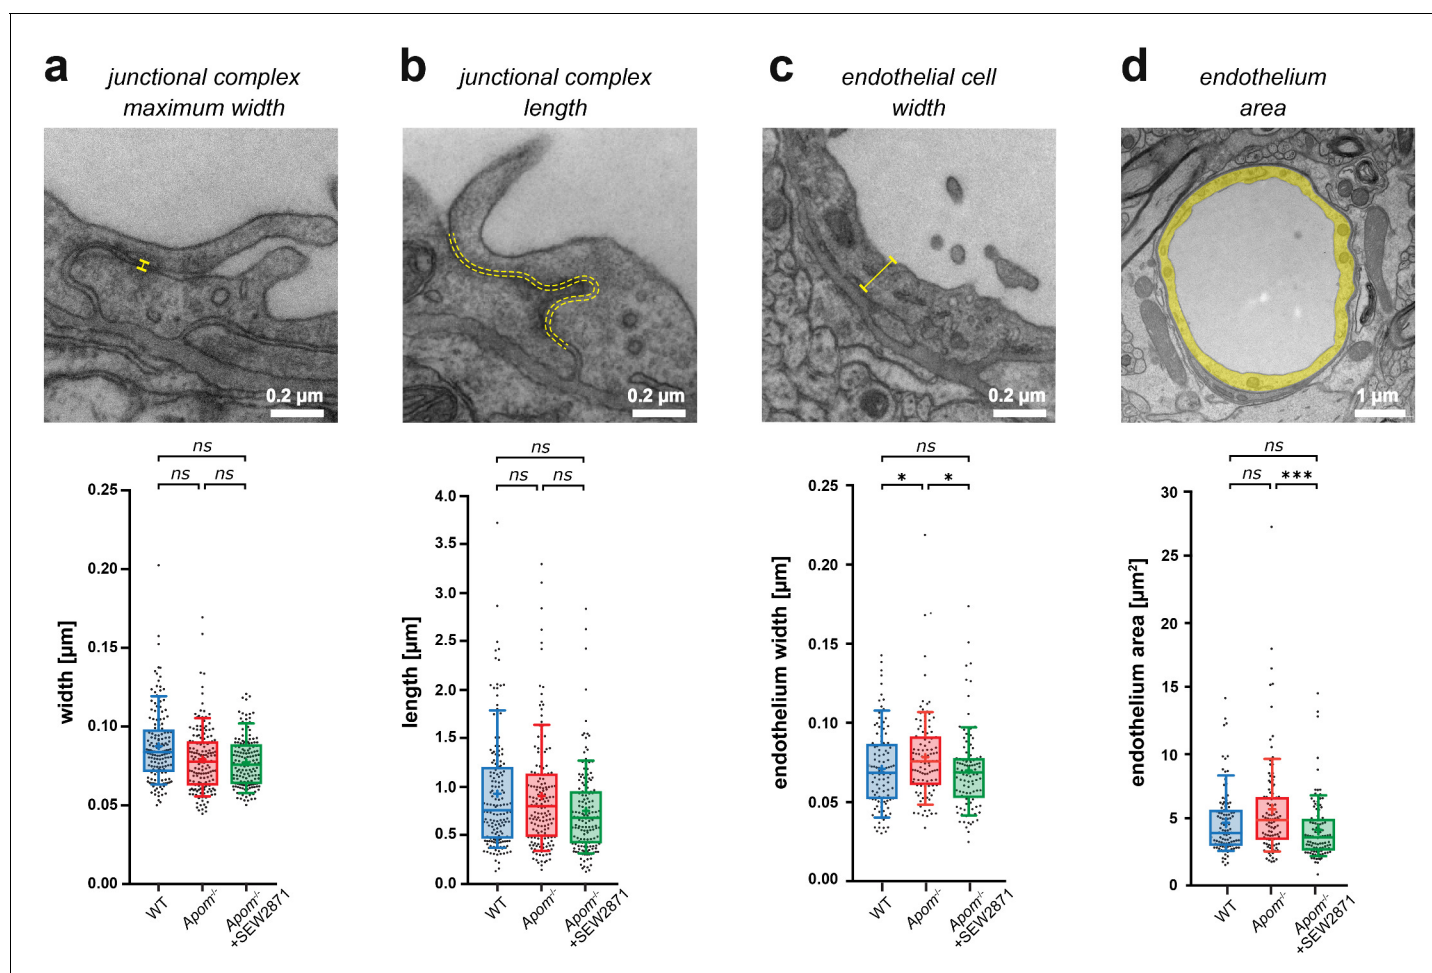 a
junctional complex
maximum width
b
junctional complex
length
c
endothelial cell
width
d
endothelium
area
0.2 µm
0.2 µm
0.2 µm
1 µm
ns
ns ns
0.25
0.20
0.15
0.10
0.05
0.00
width [µm]
WT
Apom-/-
Apom-/-
+SEW2871
ns
ns ns
4.0
3.5
3.0
2.5
2.0
1.5
1.0
0.5
0.0
length [µm]
WT
Apom-/-
Apom-/-
+SEW2871
ns
* *
0.25
0.20
0.15
0.10
0.05
0.00
endothelium width [µm]
WT
Apom-/-
Apom-/-
+SEW2871
ns
ns ***
30
25
20
15
10
5
0
endothelium area [µm²]
WT
Apom-/-
Apom-/-
+SEW2871